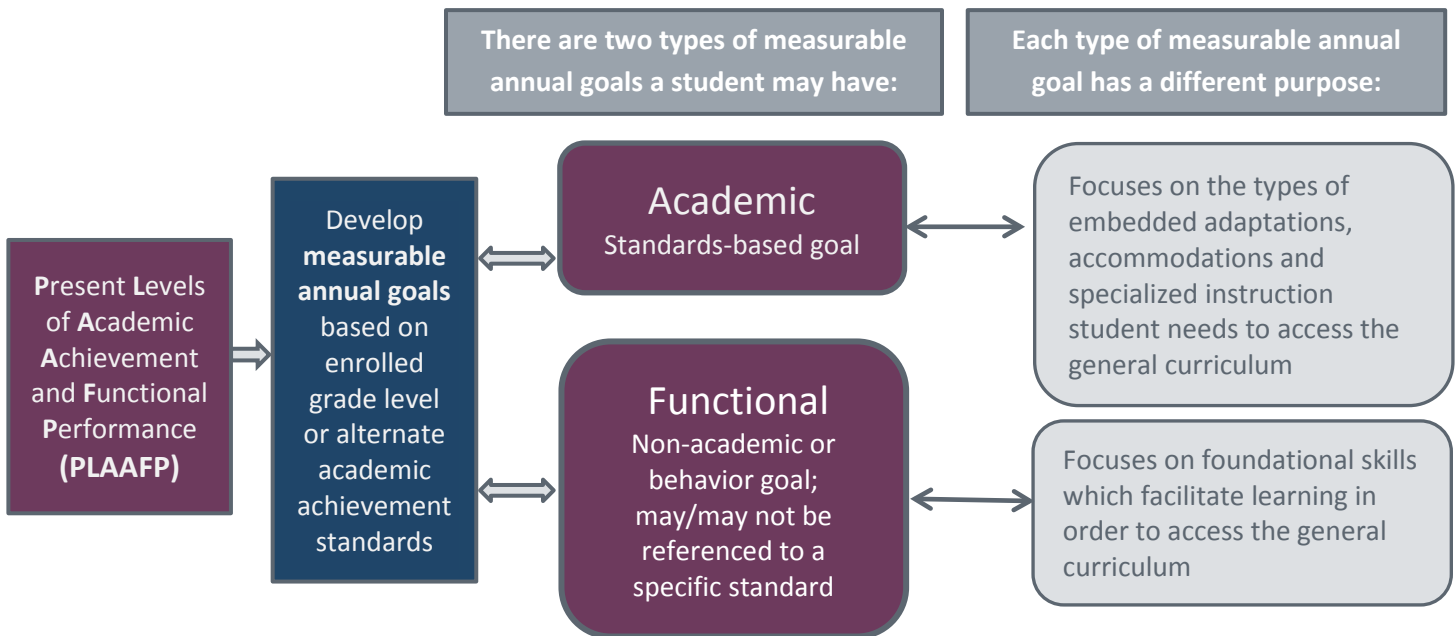 There are two types of measurable
annual goals a student may have:
Each type of measurable annual
goal has a different purpose:
Present Levels
of Academic
Achievement
and Functional
Performance
(PLAAFP)
Develop
measurable
annual goals
based on
enrolled
grade level
or alternate
academic
achievement
standards
Academic
Standards-based goal
Focuses on the types of
embedded adaptations,
accommodations and
specialized instruction
student needs to access the
general curriculum
Functional
Non-academic or
behavior goal;
may/may not be
referenced to a
specific standard
Focuses on foundational skills
which facilitate learning in
order to access the general
curriculum